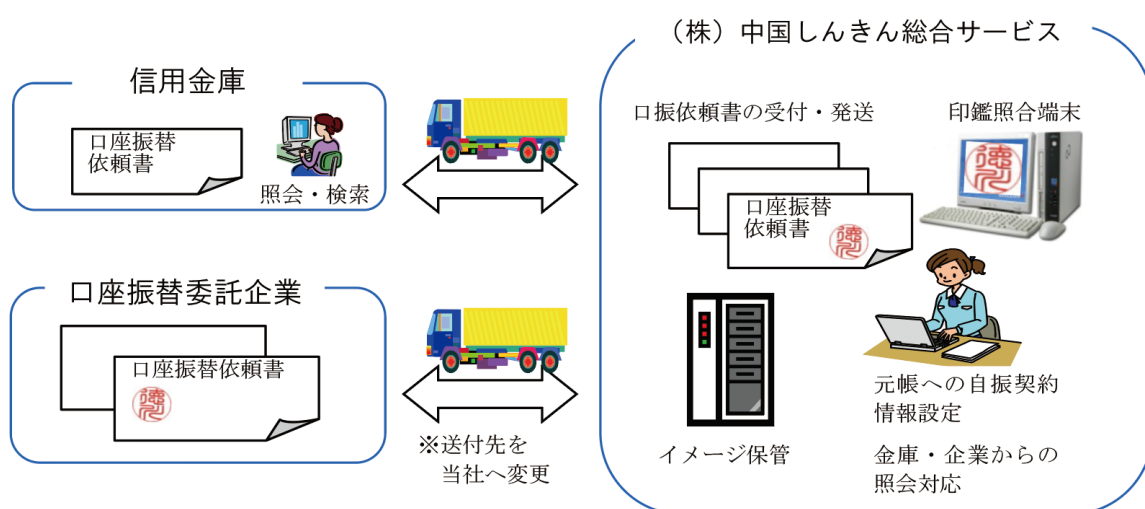 信用金庫
口座振替
依頼書
照会・検索
口座振替委託企業
口座振替依頼書
※送付先を
当社へ変更
（株）中国しんきん総合サービス
口振依頼書の受付・発送
印鑑照合端末
口座振替
依頼書
イメージ保管
元帳への自振契約
情報設定
金庫・企業からの
照会対応